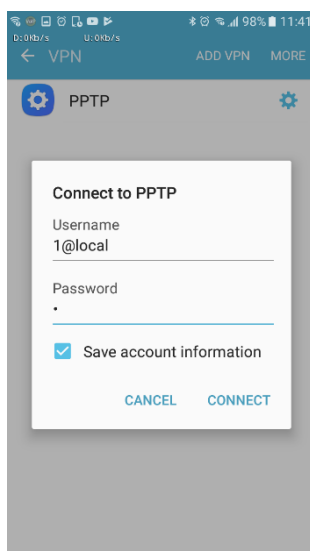 98% 11:41
D:0Kb/s U:0Kb/s
VPN ADD VPN MORE
PPTP
Connect to PPTP
Username
1@local
Password
•
Save account information
CANCEL CONNECT